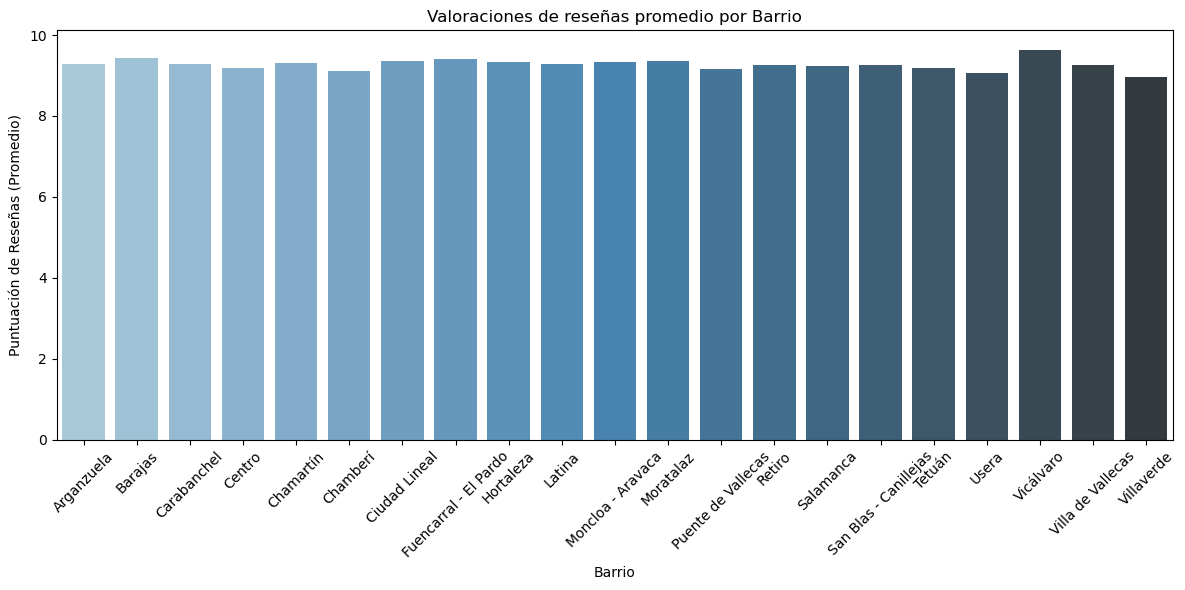 Valoraciones de reseñas promedio por Barrio
Puntuación de Reseñas (Promedio)
10
8
6
4
2
0
Arganzuela
Barajas
Carabanchel
Centro
Chamartín
Chamberí
Ciudad Lineal
Fuencarral - El Pardo
Hortaleza
Latina
Moncloa - Aravaca
Moratalaz
Puente de Vallecas
Retiro
Salamanca
San Blas - Canillejas
Tetuán
Usera
Vicálvaro
Villa de Vallecas
Villaverde
Barrio